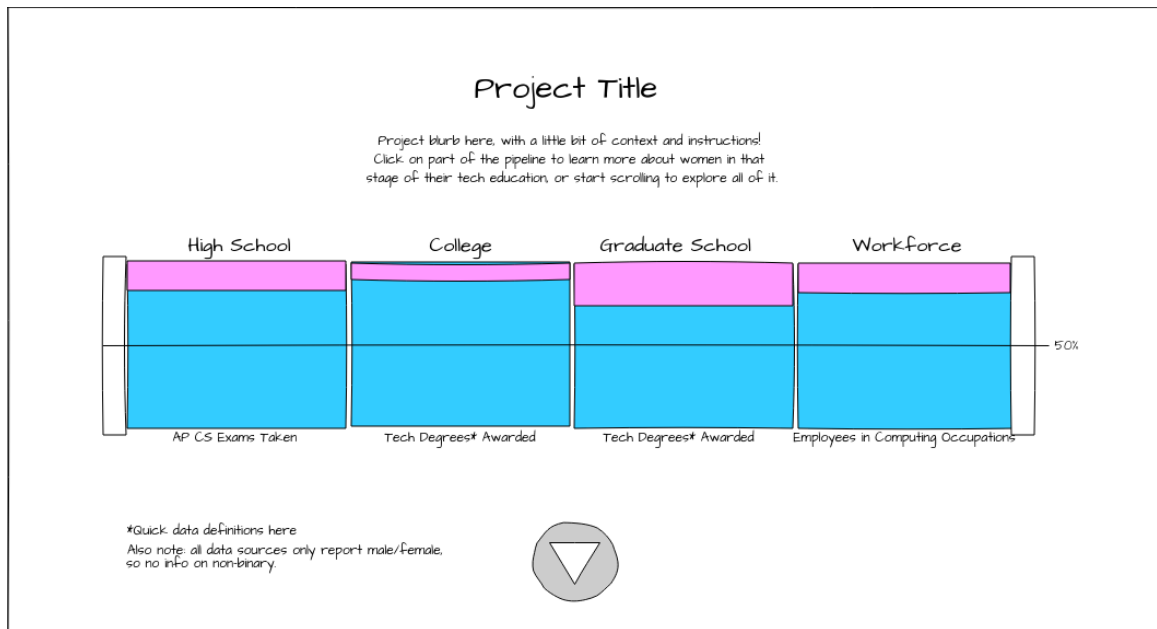 Project Title
Project blurb here, with a little bit of context and instructions!
Click on part of the pipeline to learn more about women in that
stage of their tech education, or start scrolling to explore all of it.
High School
College
Graduate School
Workforce
50%
AP CS Exams Taken
Tech Degrees* Awarded
Tech Degrees* Awarded
Employees in Computing Occupations
*Quick data definitions here
Also note: all data sources only report male/female,
so no info on non-binary.